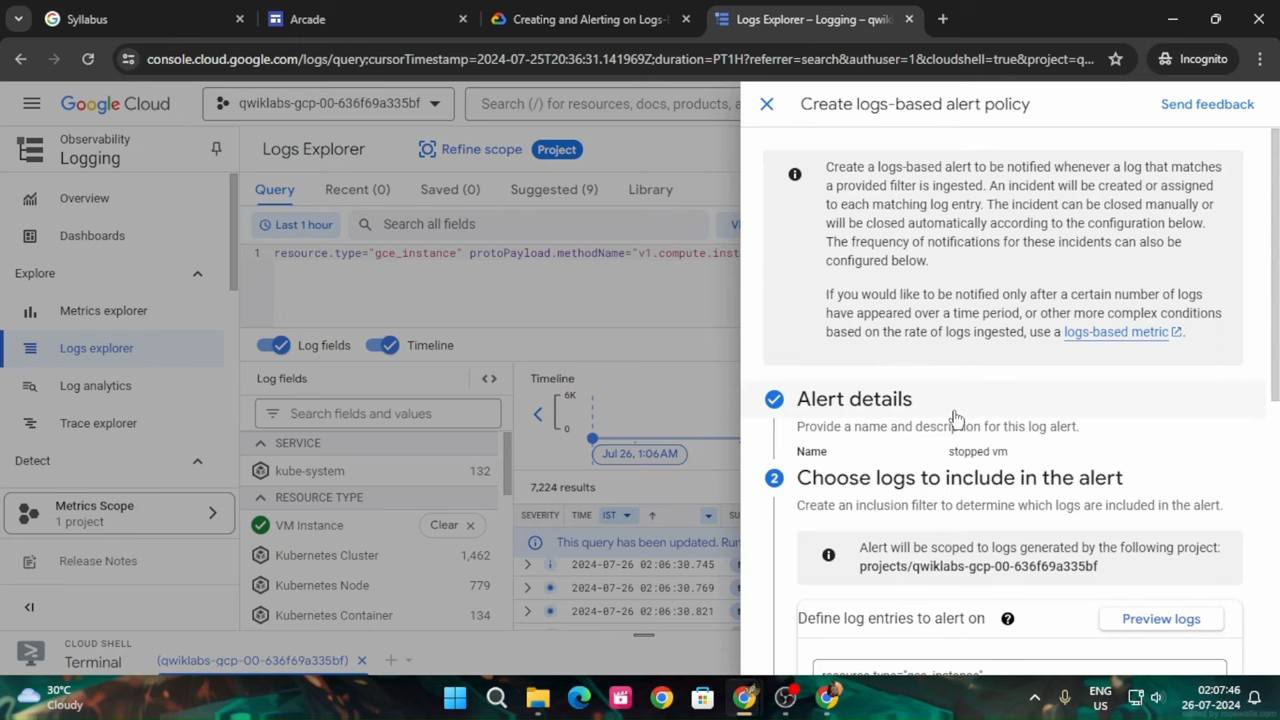 Syllabus
Arcade
Creating and Alerting on Logs-
Logs Explorer – Logging – qwik
console.cloud.google.com/logs/query;cursorTimestamp=2024-07-25T20:36:31.141969Z;duration=PT1H?referrer=search&authuser=1&cloudshell=true&project=q...
Incognito
Google Cloud
qwiklabs-gcp-00-636f69a335bf
Search (/) for resources, docs, products, a
Create logs-based alert policy
Send feedback
Observability
Logging
Logs Explorer
Refine scope
Project
Query
Recent (0)
Saved (0)
Suggested (9)
Library
Last 1 hour
Search all fields
1
resource.type="gce_instance" protoPayload.methodName="v1.compute.inst
Overview
Dashboards
Explore
Metrics explorer
Logs explorer
Log analytics
Trace explorer
Detect
Metrics Scope
1 project
Release Notes
Log fields
Timeline
Log fields
Search fields and values
SERVICE
kube-system
132
RESOURCE TYPE
VM Instance
Clear
Kubernetes Cluster
1,462
Kubernetes Node
779
Kubernetes Container
134
Timeline
6K
0
Jul 26, 1:06 AM
7,224 results
SEVERITY
TIME
IST
SU
This query has been updated. Run
2024-07-26 02:06:30.745
2024-07-26 02:06:30.769
2024-07-26 02:06:30.821
Create a logs-based alert to be notified whenever a log that matches
a provided filter is ingested. An incident will be created or assigned
to each matching log entry. The incident can be closed manually or
will be closed automatically according to the configuration below.
The frequency of notifications for these incidents can also be
configured below.
If you would like to be notified only after a certain number of logs
have appeared over a time period, or other more complex conditions
based on the rate of logs ingested, use a logs-based metric.
Alert details
Provide a name and description for this log alert.
Name
stopped vm
2
Choose logs to include in the alert
Create an inclusion filter to determine which logs are included in the alert.
Alert will be scoped to logs generated by the following project:
projects/qwiklabs-gcp-00-636f69a335bf
Define log entries to alert on
Preview logs
resource.type="gce_instance"
CLOUD SHELL
Terminal
(qwiklabs-gcp-00-636f69a335bf)
30°C
Cloudy
ENG
US
02:07:46
26-07-2024